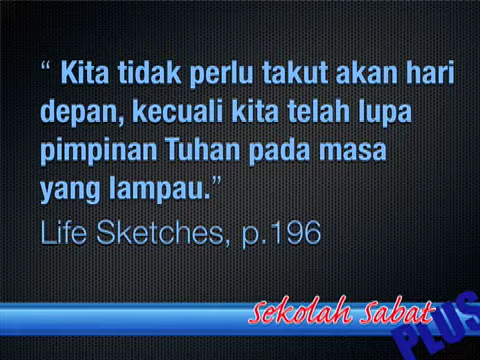 “ Kita tidak perlu takut akan hari
depan, kecuali kita telah lupa
pimpinan Tuhan pada masa
yang lampau.”
Life Sketches, p.196
Sekolah Sabat
PLUS